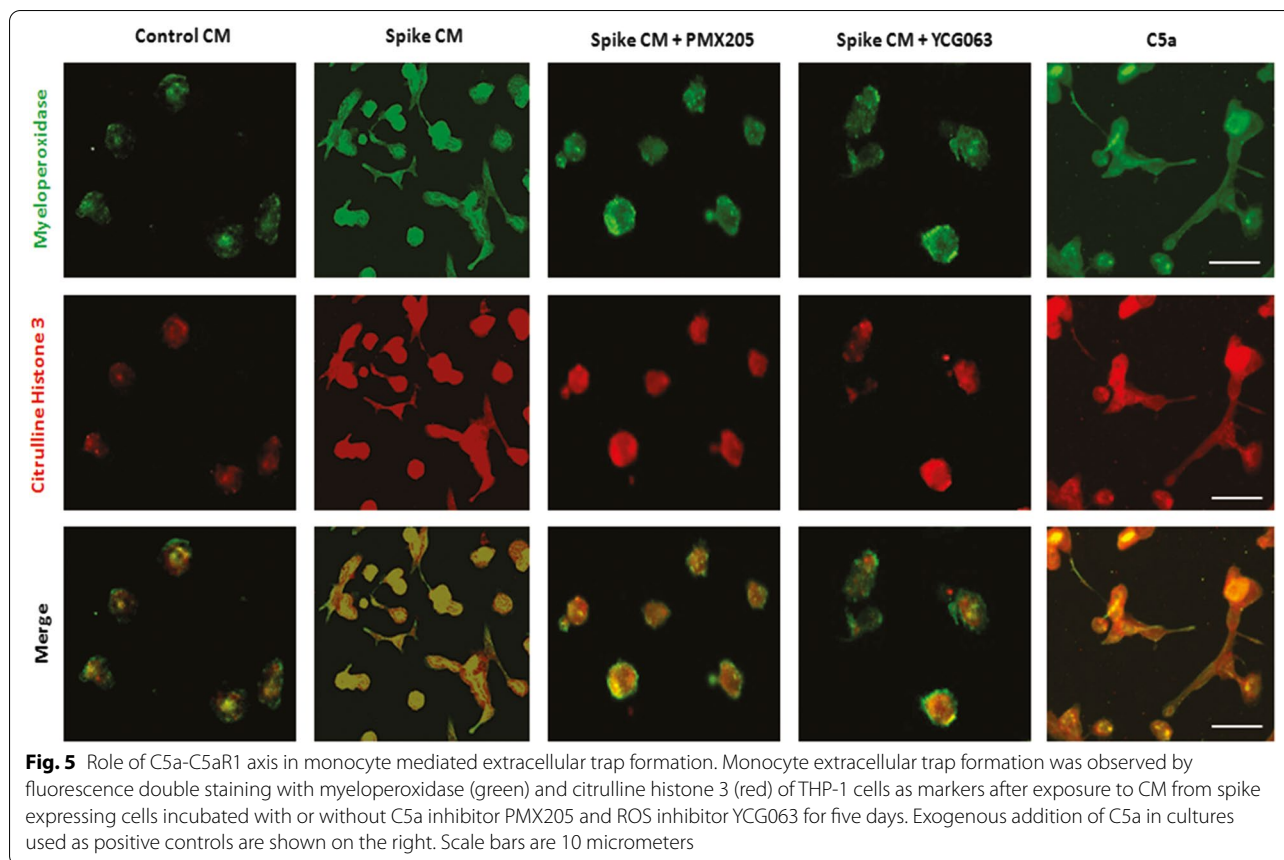 Control CM
Spike CM
Spike CM + PMX205
Spike CM + YCG063
C5a
Myeloperoxidase
Citrulline Histone 3
Merge
Fig. 5 Role of C5a-C5aR1 axis in monocyte mediated extracellular trap formation. Monocyte extracellular trap formation was observed by
fluorescence double staining with myeloperoxidase (green) and citrulline histone 3 (red) of THP-1 cells as markers after exposure to CM from spike
expressing cells incubated with or without C5a inhibitor PMX205 and ROS inhibitor YCG063 for five days. Exogenous addition of C5a in cultures
used as positive controls are shown on the right. Scale bars are 10 micrometers